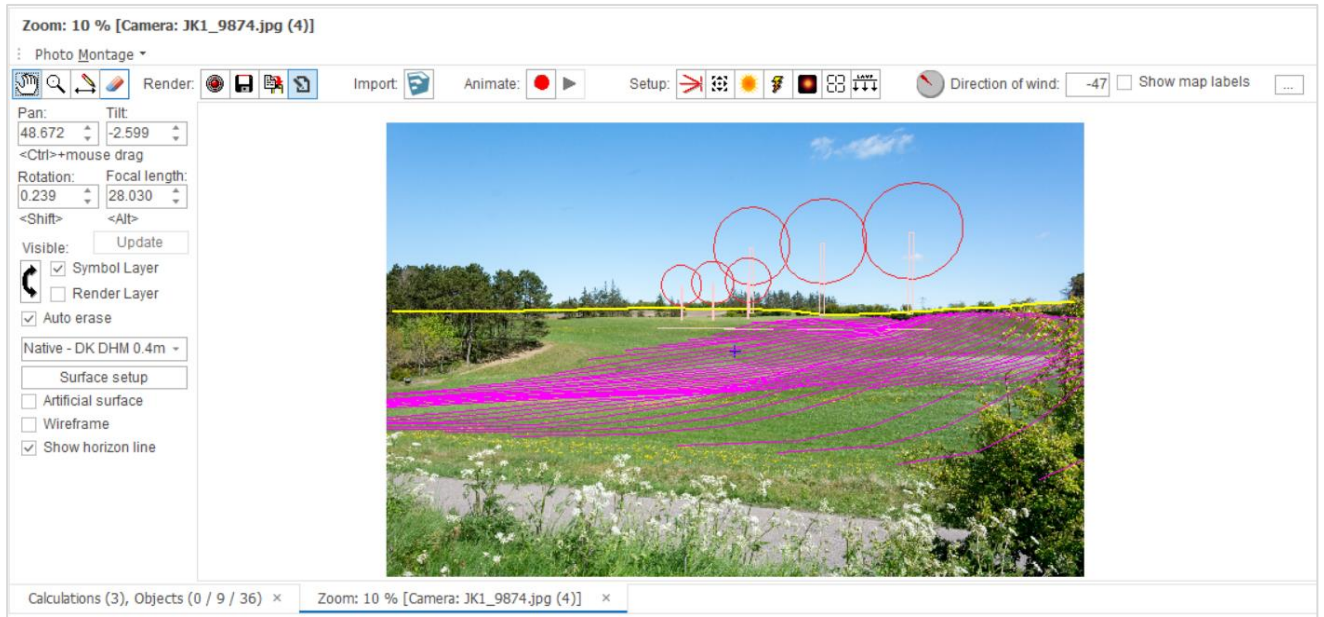 Zoom: 10 % [Camera: JK1_9874.jpg (4)]
Photo Montage
Render: Import: Animate: Setup: LAYP Direction of wind: -47 Show map labels ...
Pan: Tilt:
48.672 -2.599
<Ctrl>+mouse drag
Rotation: Focal length:
0.239 28.030
<Shift> <Alt>
Visible: Update
Symbol Layer
Render Layer
Auto erase
Native - DK DHM 0.4m
Surface setup
Artificial surface
Wireframe
Show horizon line
Calculations (3), Objects (0 / 9 / 36) × Zoom: 10 % [Camera: JK1_9874.jpg (4)] ×